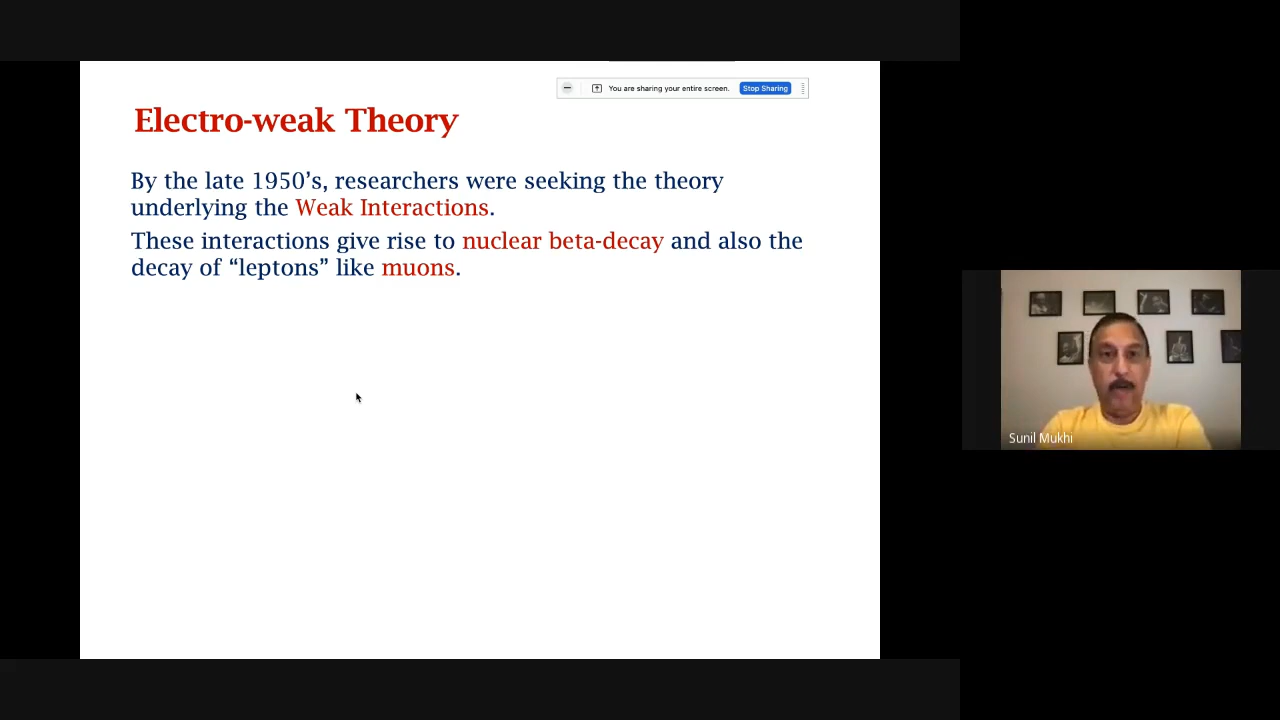 You are sharing your entire screen. Stop Sharing
Electro-weak Theory
By the late 1950’s, researchers were seeking the theory
underlying the Weak Interactions.
These interactions give rise to nuclear beta-decay and also the
decay of “leptons” like muons.
Sunil Mukhi